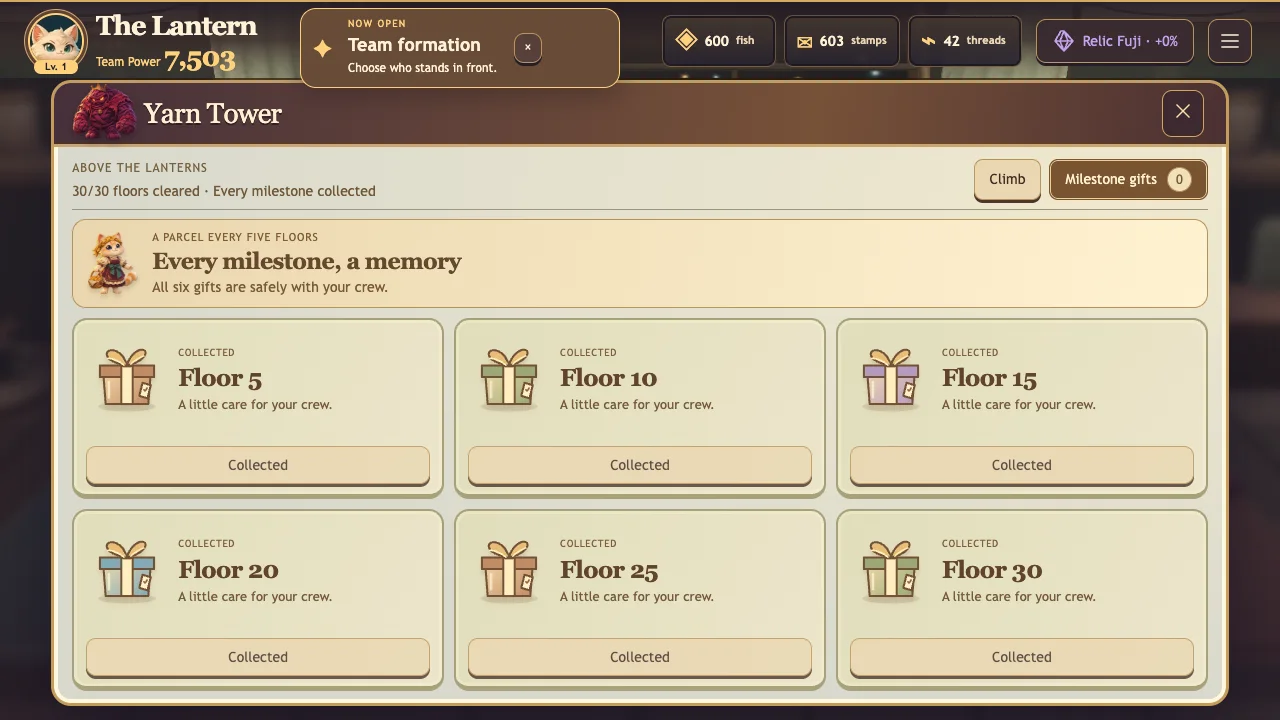 The Lantern
Lv. 1
Team Power 7,503
NOW OPEN
Team formation
Choose who stands in front.
×
600 fish
603 stamps
42 threads
Relic Fuji · +0%
Yarn Tower
ABOVE THE LANTERNS
30/30 floors cleared · Every milestone collected
Climb
Milestone gifts 0
A PARCEL EVERY FIVE FLOORS
Every milestone, a memory
All six gifts are safely with your crew.
COLLECTED
Floor 5
A little care for your crew.
Collected
COLLECTED
Floor 10
A little care for your crew.
Collected
COLLECTED
Floor 15
A little care for your crew.
Collected
COLLECTED
Floor 20
A little care for your crew.
Collected
COLLECTED
Floor 25
A little care for your crew.
Collected
COLLECTED
Floor 30
A little care for your crew.
Collected